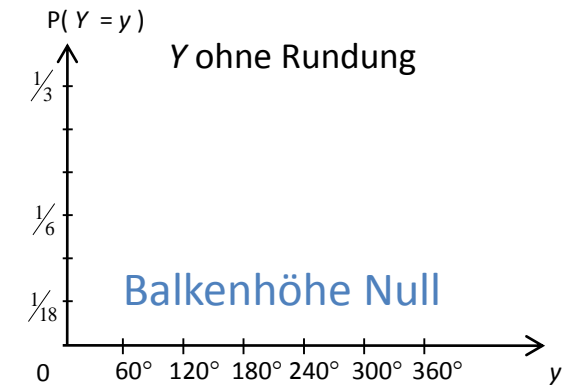 P( Y = y )
Y ohne Rundung
1/3
1/6
Balkenhöhe Null
1/18
0 60° 120° 180° 240° 300° 360° y